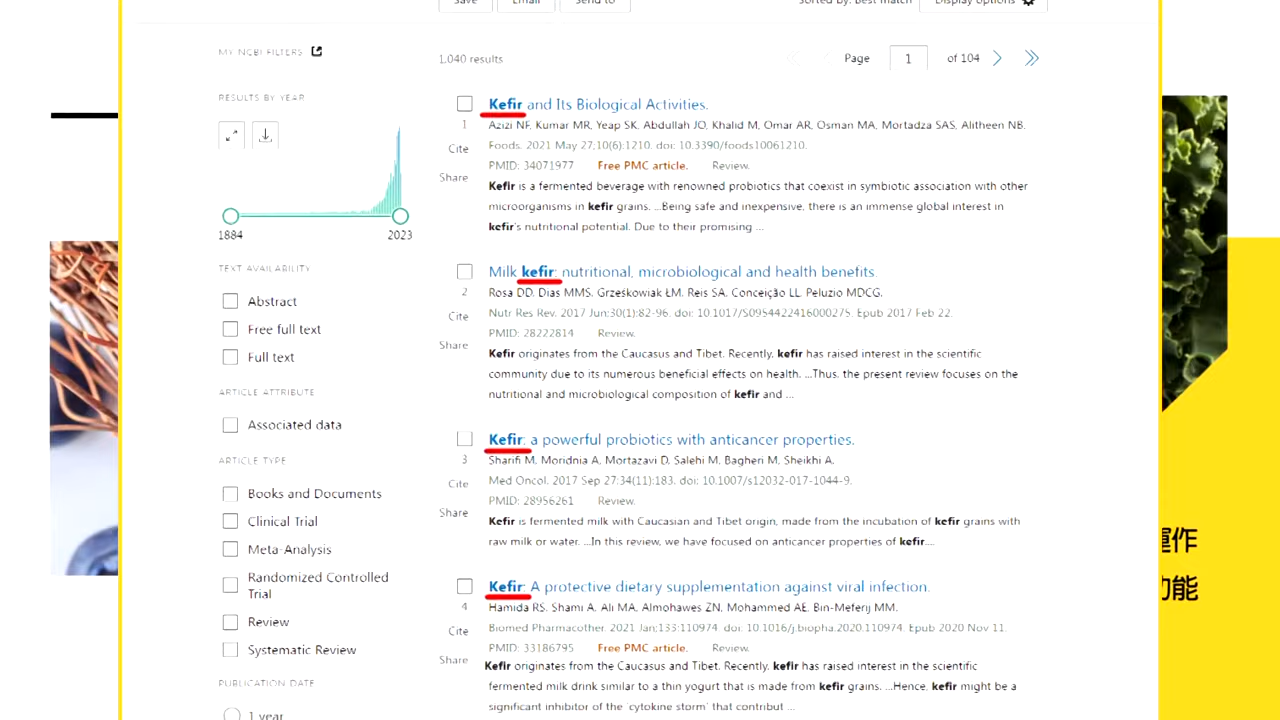 Save Email Send to Sorted by: Best match Display options
MY NCBI FILTERS
1,040 results
Page 1 of 104
RESULTS BY YEAR
1884 2023
TEXT AVAILABILITY
Abstract
Free full text
Full text
ARTICLE ATTRIBUTE
Associated data
ARTICLE TYPE
Books and Documents
Clinical Trial
Meta-Analysis
Randomized Controlled
Trial
Review
Systematic Review
PUBLICATION DATE
1 year
Kefir and Its Biological Activities.
1
Azizi NF, Kumar MR, Yeap SK, Abdullah JO, Khalid M, Omar AR, Osman MA, Mortadza SAS, Alitheen NB.
Cite
Foods. 2021 May 27;10(6):1210. doi: 10.3390/foods10061210.
PMID: 34071977 Free PMC article. Review.
Share
Kefir is a fermented beverage with renowned probiotics that coexist in symbiotic association with other
microorganisms in kefir grains. ...Being safe and inexpensive, there is an immense global interest in
kefir's nutritional potential. Due to their promising ...
Milk kefir: nutritional, microbiological and health benefits.
2
Rosa DD, Dias MMS, Grześkowiak ŁM, Reis SA, Conceição LL, Peluzio MDCG.
Cite
Nutr Res Rev. 2017 Jun;30(1):82-96. doi: 10.1017/S0954422416000275. Epub 2017 Feb 22.
PMID: 28222814 Review.
Share
Kefir originates from the Caucasus and Tibet. Recently, kefir has raised interest in the scientific
community due to its numerous beneficial effects on health. ...Thus, the present review focuses on the
nutritional and microbiological composition of kefir and ...
Kefir: a powerful probiotics with anticancer properties.
3
Sharifi M, Moridnia A, Mortazavi D, Salehi M, Bagheri M, Sheikhi A.
Cite
Med Oncol. 2017 Sep 27;34(11):183. doi: 10.1007/s12032-017-1044-9.
PMID: 28956261 Review.
Share
Kefir is fermented milk with Caucasian and Tibet origin, made from the incubation of kefir grains with
raw milk or water. ...In this review, we have focused on anticancer properties of kefir....
Kefir: A protective dietary supplementation against viral infection.
4
Hamida RS, Shami A, Ali MA, Almohawes ZN, Mohammed AE, Bin-Meferij MM.
Cite
Biomed Pharmacother. 2021 Jan;133:110974. doi: 10.1016/j.biopha.2020.110974. Epub 2020 Nov 11.
PMID: 33186795 Free PMC article. Review.
Share
Kefir originates from the Caucasus and Tibet. Recently, kefir has raised interest in the scientific
fermented milk drink similar to a thin yogurt that is made from kefir grains. ...Hence, kefir might be a
significant inhibitor of the 'cytokine storm' that contribut ...
運作
功能